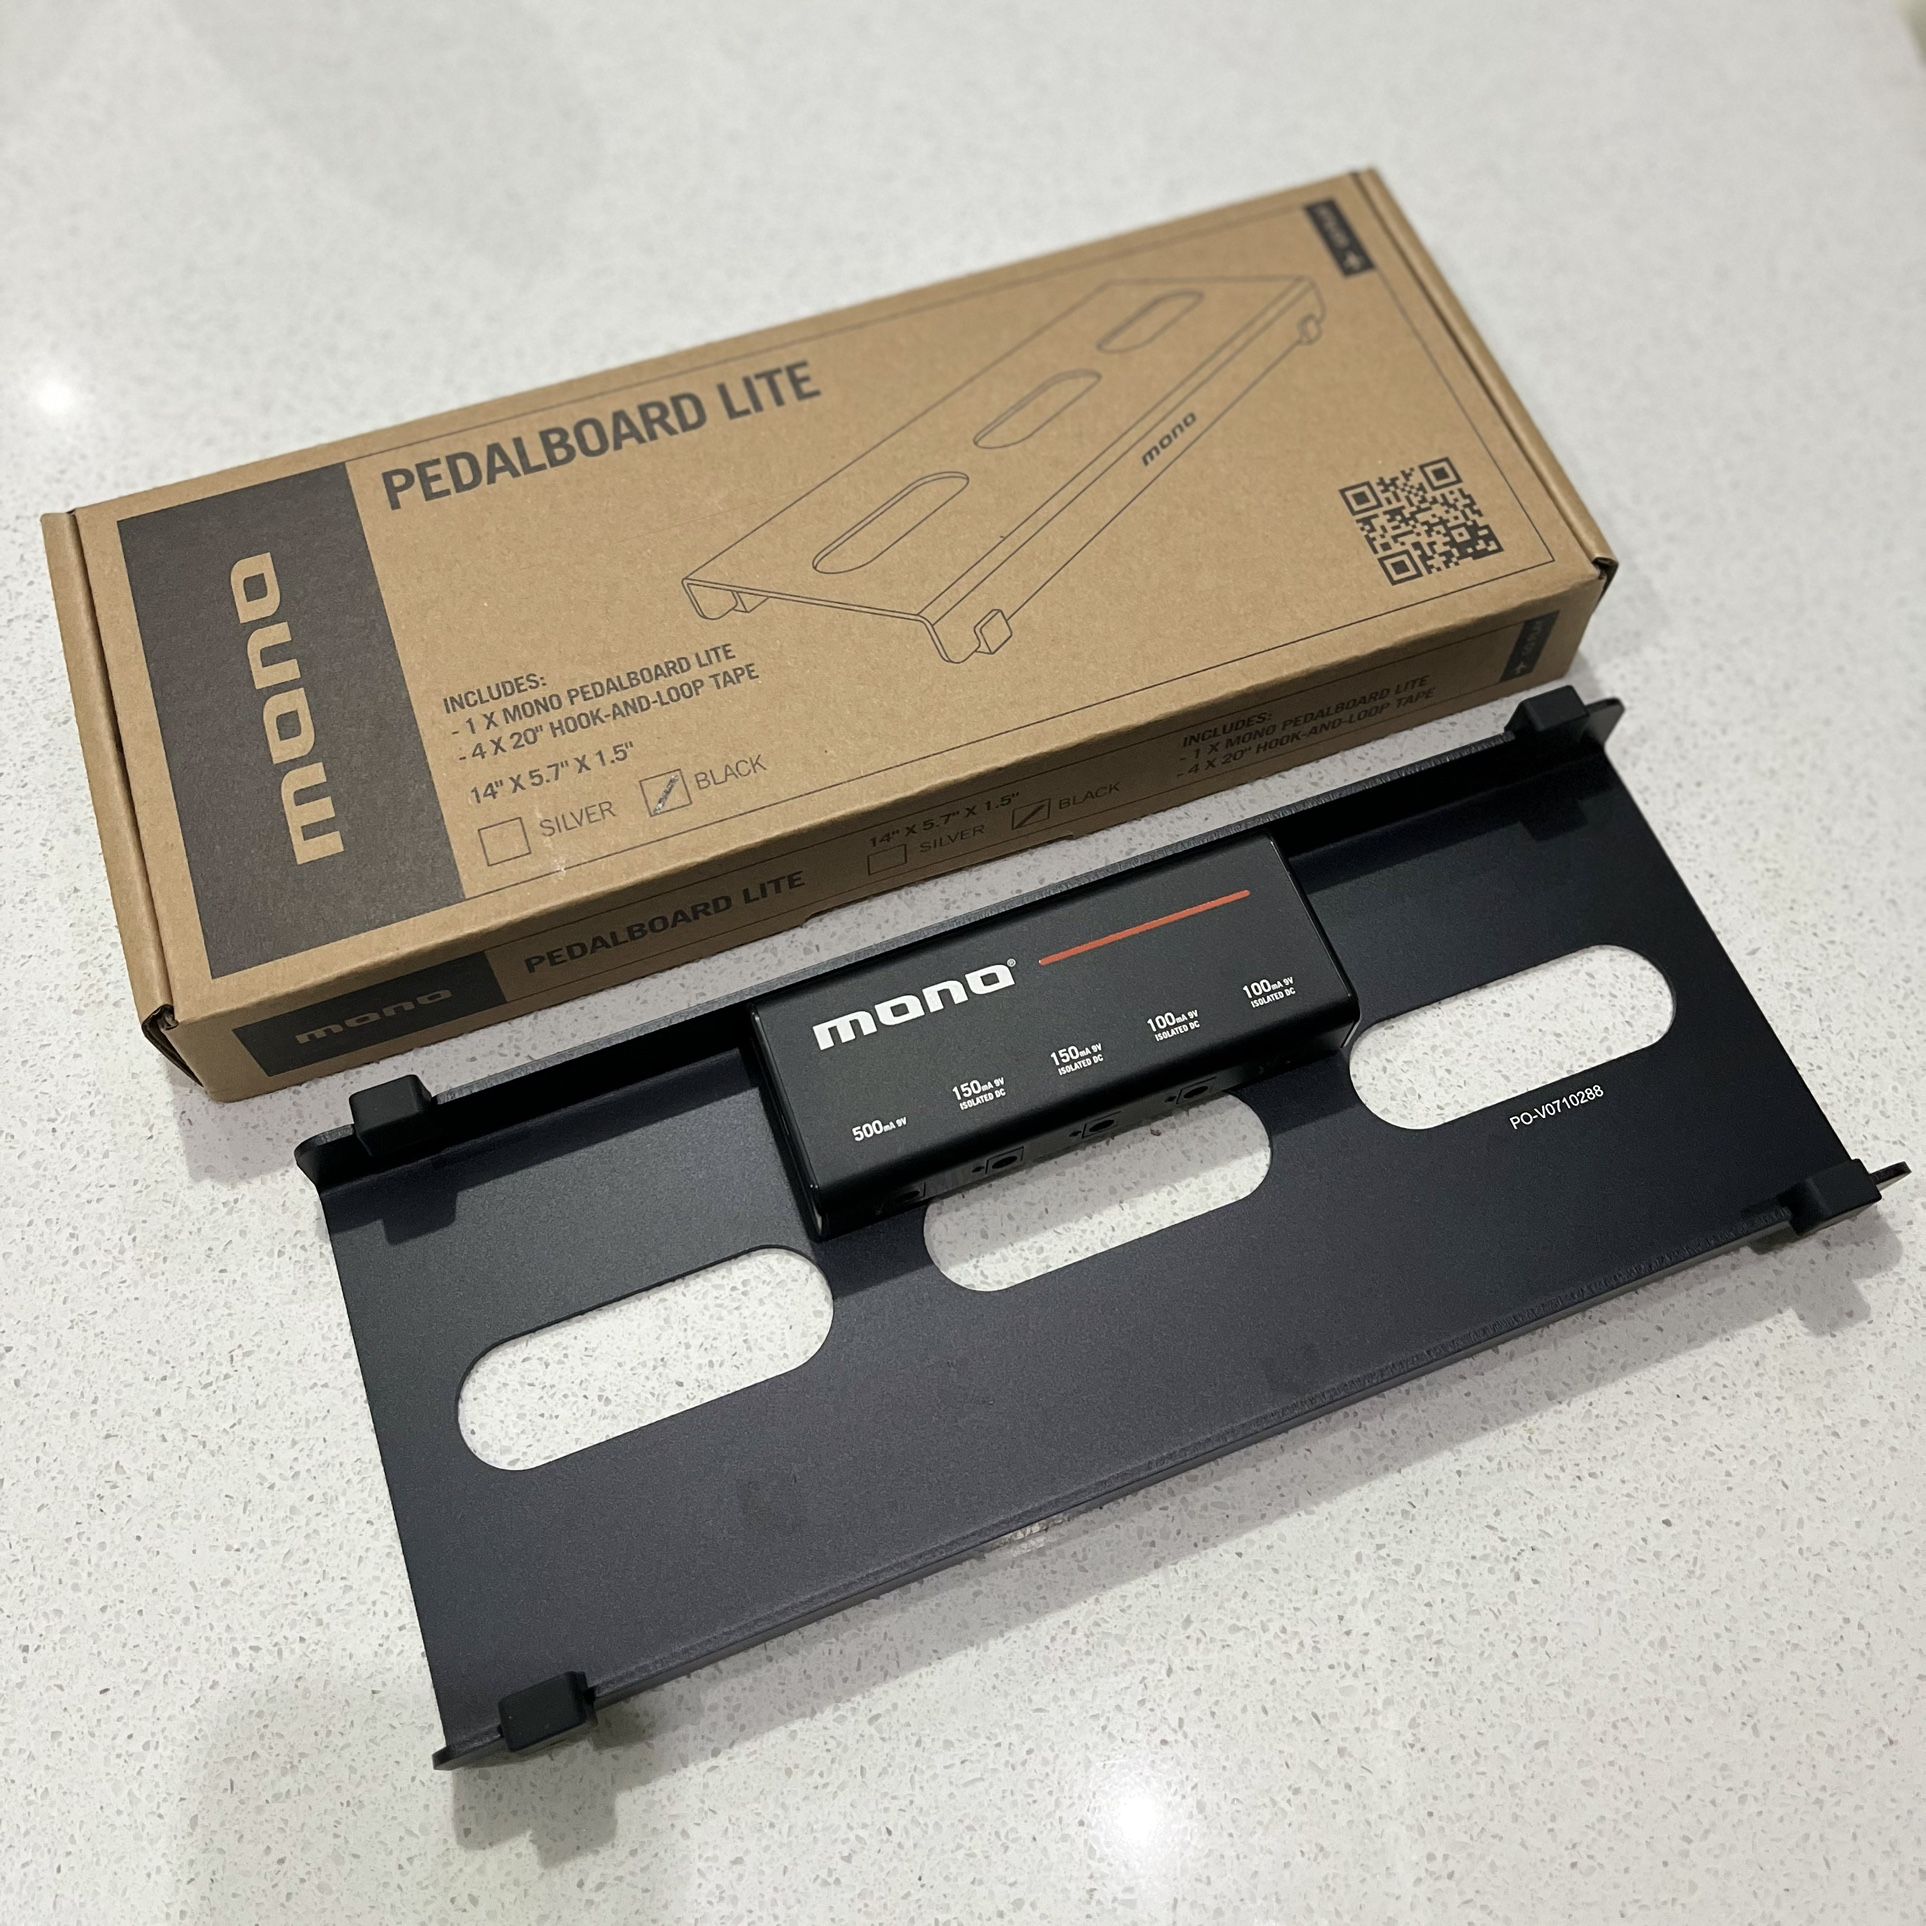 PEDALBOARD LITE
mono
mono
INCLUDES:
- 1 X MONO PEDALBOARD LITE
- 4 X 20" HOOK-AND-LOOP TAPE
14" X 5.7" X 1.5"
SILVER
BLACK
mono
PEDALBOARD LITE
14" X 5.7" X 1.5"
SILVER
BLACK
INCLUDES:
- 1 X MONO PEDALBOARD LITE
- 4 X 20" HOOK-AND-LOOP TAPE
mono®
500mA 9V
150mA 9V
ISOLATED DC
150mA 9V
ISOLATED DC
100mA 9V
ISOLATED DC
100mA 9V
ISOLATED DC
PO-V0710288